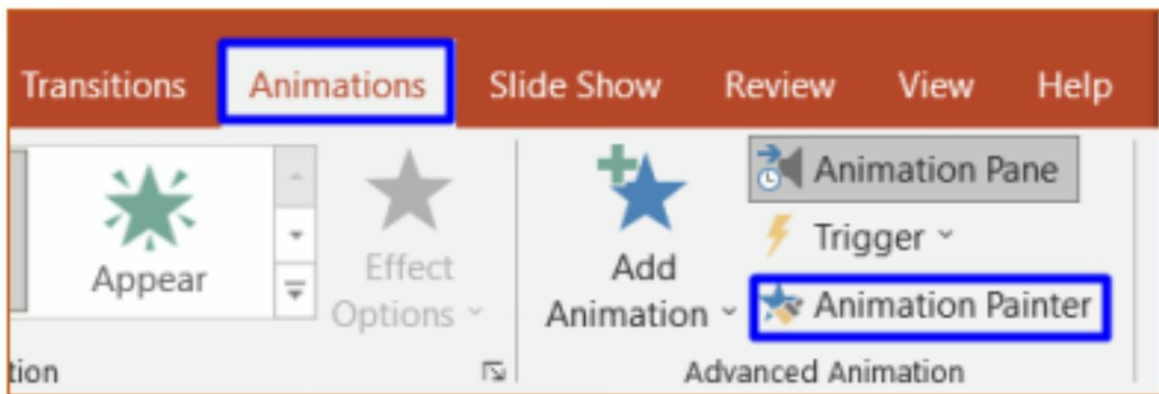 Transitions Animations Slide Show Review View Help
Appear
Effect
Options
Add
Animation
Animation Pane
Trigger
Animation Painter
tion
Advanced Animation